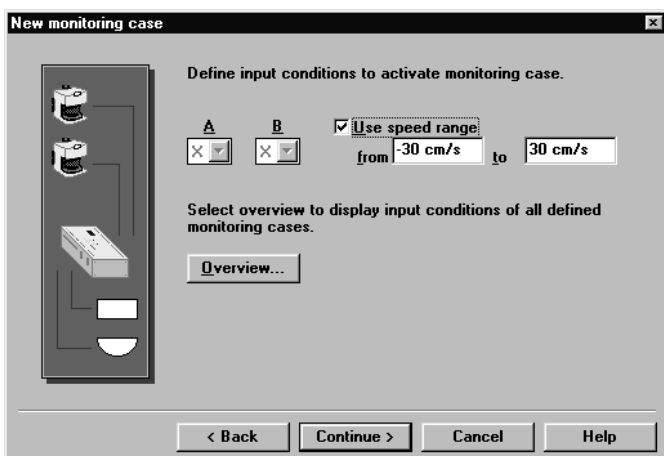 New monitoring case
Define input conditions to activate monitoring case.
A B Use speed range
X X from -30 cm/s to 30 cm/s
Select overview to display input conditions of all defined
monitoring cases.
Overview...
< Back Continue > Cancel Help